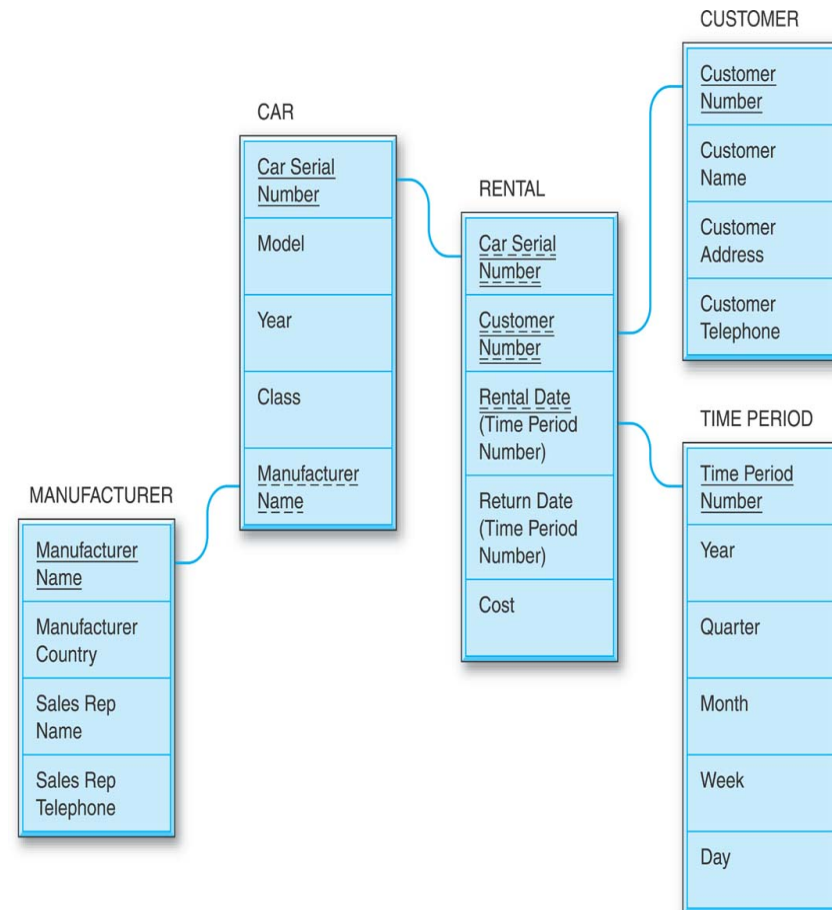 CUSTOMER
Customer
Number
Customer
Name
Customer
Address
Customer
Telephone
CAR
Car Serial
Number
Model
Year
Class
Manufacturer
Name
RENTAL
Car Serial
Number
Customer
Number
Rental Date
(Time Period
Number)
Return Date
(Time Period
Number)
Cost
TIME PERIOD
Time Period
Number
Year
Quarter
Month
Week
Day
MANUFACTURER
Manufacturer
Name
Manufacturer
Country
Sales Rep
Name
Sales Rep
Telephone